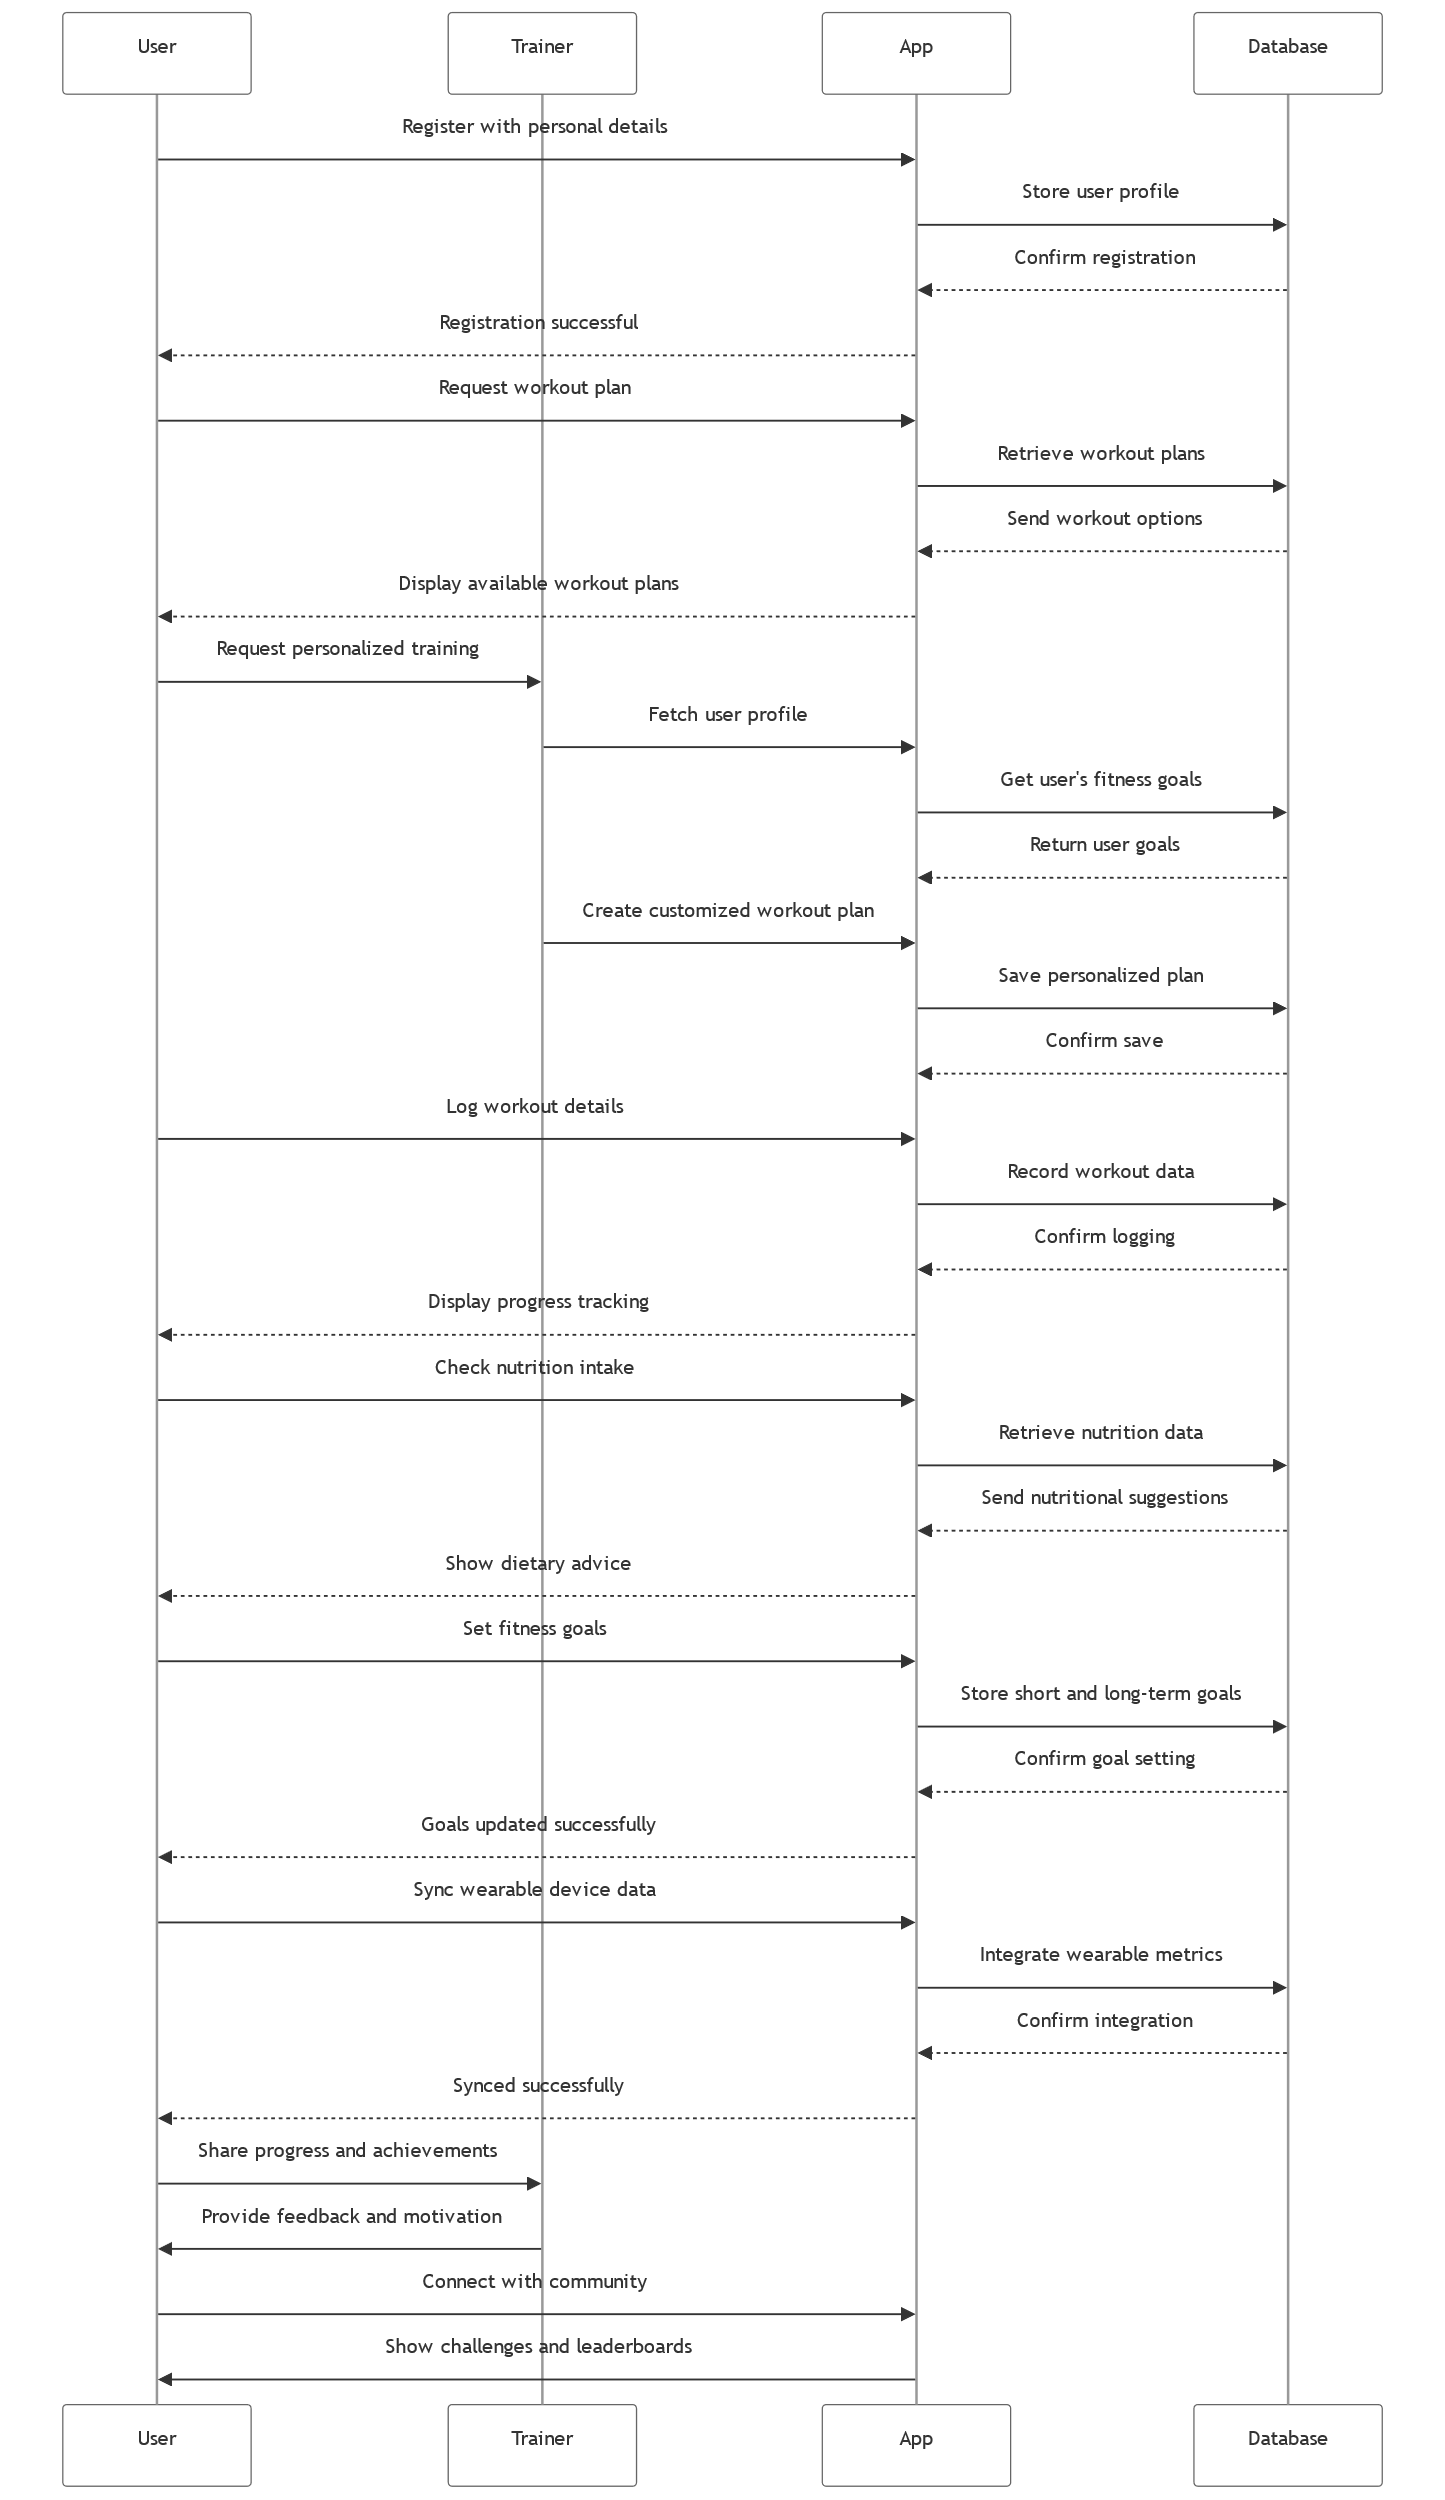 User
Trainer
App
Database
Register with personal details
Store user profile
Confirm registration
Registration successful
Request workout plan
Retrieve workout plans
Send workout options
Display available workout plans
Request personalized training
Fetch user profile
Get user's fitness goals
Return user goals
Create customized workout plan
Save personalized plan
Confirm save
Log workout details
Record workout data
Confirm logging
Display progress tracking
Check nutrition intake
Retrieve nutrition data
Send nutritional suggestions
Show dietary advice
Set fitness goals
Store short and long-term goals
Confirm goal setting
Goals updated successfully
Sync wearable device data
Integrate wearable metrics
Confirm integration
Synced successfully
Share progress and achievements
Provide feedback and motivation
Connect with community
Show challenges and leaderboards
User
Trainer
App
Database